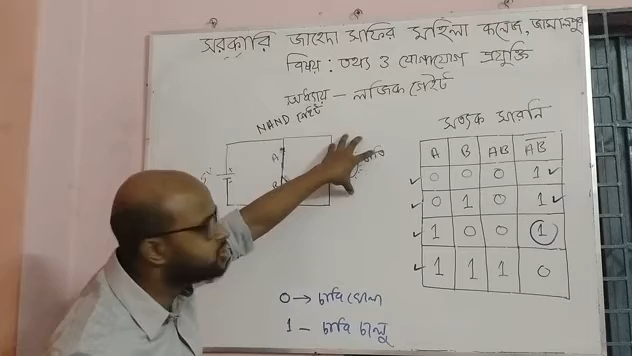 সরকারি জাহেদা সফির মহিলা কলেজ, জামালপুর
বিষয় : তথ্য ও যোগাযোগ প্রযুক্তি
অধ্যায় – লজিক গেইট
NAND গেইট
সত্যক সারনি
A B AB \overline{AB}
0 0 0 1 ✓
✓ 0 1 0 1 ✓
✓ 1 0 0 1
✓ 1 1 1 0
A
B
0 → চাবি খোলা
1 – চাবি চালু